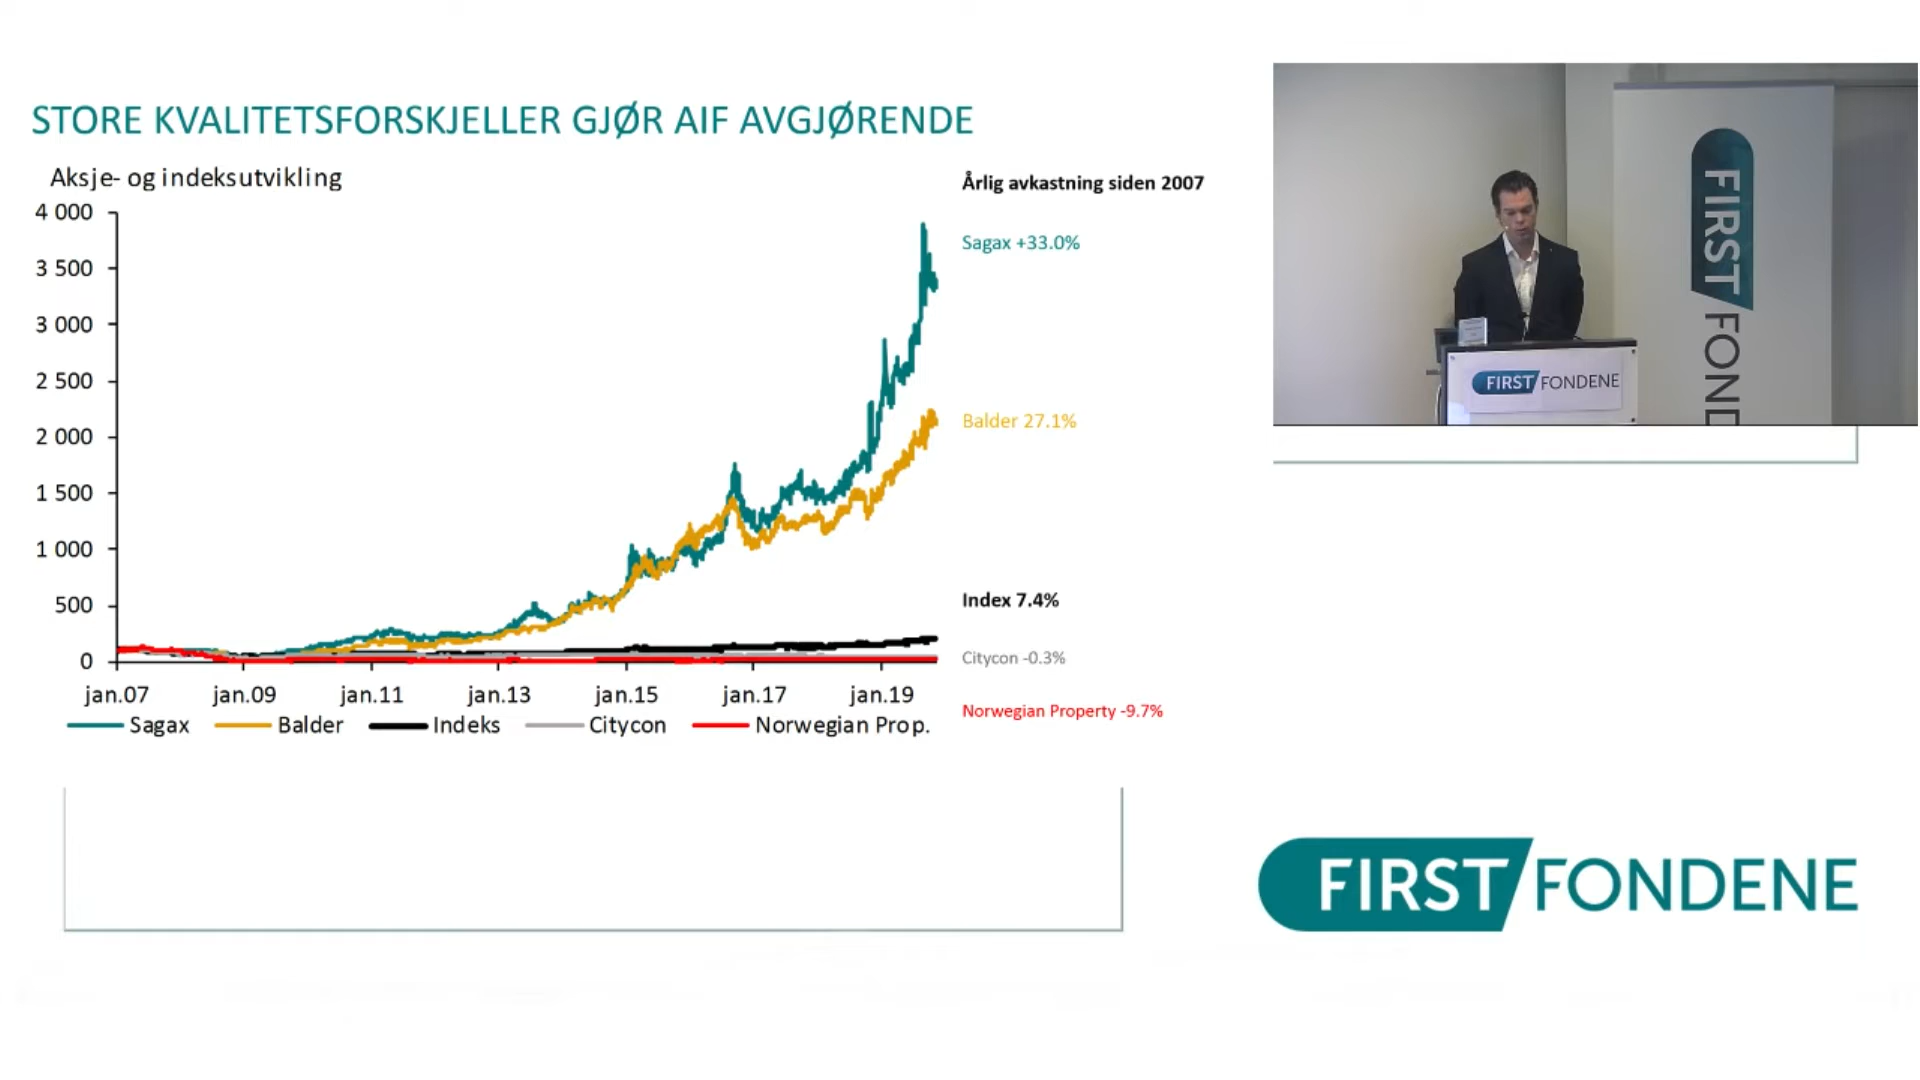 STORE KVALITETSFORSKJELLER GJØR AIF AVGJØRENDE
Aksje- og indeksutvikling
Årlig avkastning siden 2007
4 000
3 500
3 000
2 500
2 000
1 500
1 000
500
0
jan.07 jan.09 jan.11 jan.13 jan.15 jan.17 jan.19
Sagax Balder Indeks Citycon Norwegian Prop.
Sagax +33.0%
Balder 27.1%
Index 7.4%
Citycon -0.3%
Norwegian Property -9.7%
FIRST FOND
FIRST FONDENE
FIRST FONDENE